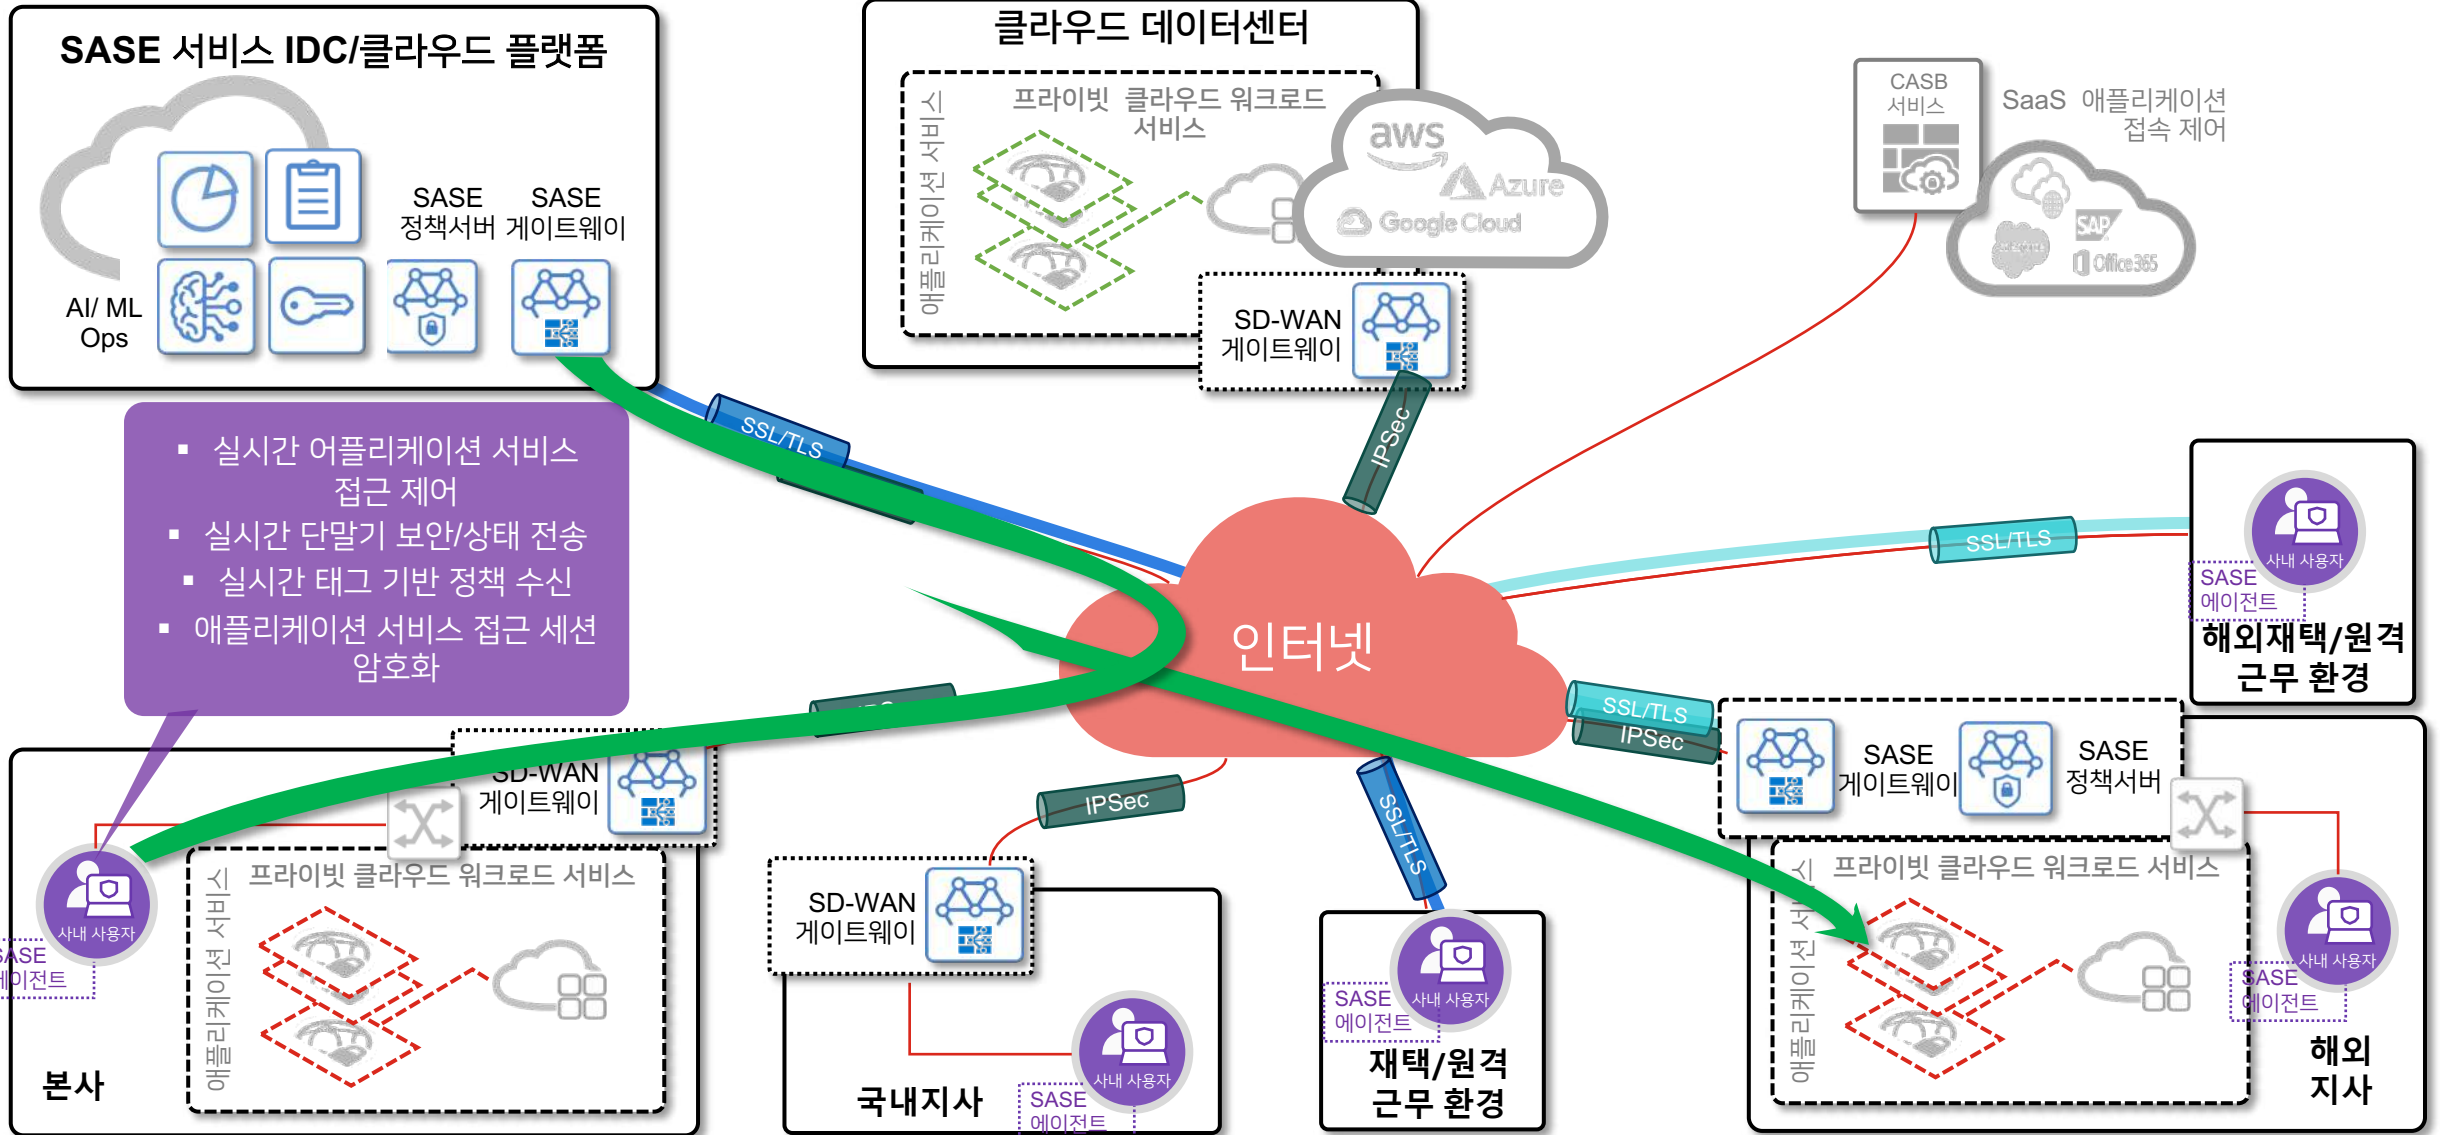 SASE 서비스 IDC/클라우드 플랫폼
SASE
정책서버
SASE
게이트웨이
AI/ ML
Ops
클라우드 데이터센터
애플리케이션 서비스
프라이빗 클라우드 워크로드
서비스
aws
Azure
Google Cloud
SD-WAN
게이트웨이
CASB
서비스
SaaS 애플리케이션
접속 제어
SAP
Office 365
▪ 실시간 어플리케이션 서비스
접근 제어
▪ 실시간 단말기 보안/상태 전송
▪ 실시간 태그 기반 정책 수신
▪ 애플리케이션 서비스 접근 세션
암호화
SSL/TLS
IPSec
SSL/TLS
인터넷
사내 사용자
SASE
에이전트
해외재택/원격
근무 환경
SSL/TLS
IPSec
SASE
게이트웨이
SASE
정책서버
SD-WAN
게이트웨이
IPSec
SSL/TLS
사내 사용자
SASE
에이전트
애플리케이션 서비스
프라이빗 클라우드 워크로드 서비스
본사
SD-WAN
게이트웨이
사내 사용자
SASE
에이전트
국내지사
사내 사용자
SASE
에이전트
재택/원격
근무 환경
프라이빗 클라우드 워크로드 서비스
애플리케이션 서비스
사내 사용자
SASE
에이전트
해외
지사